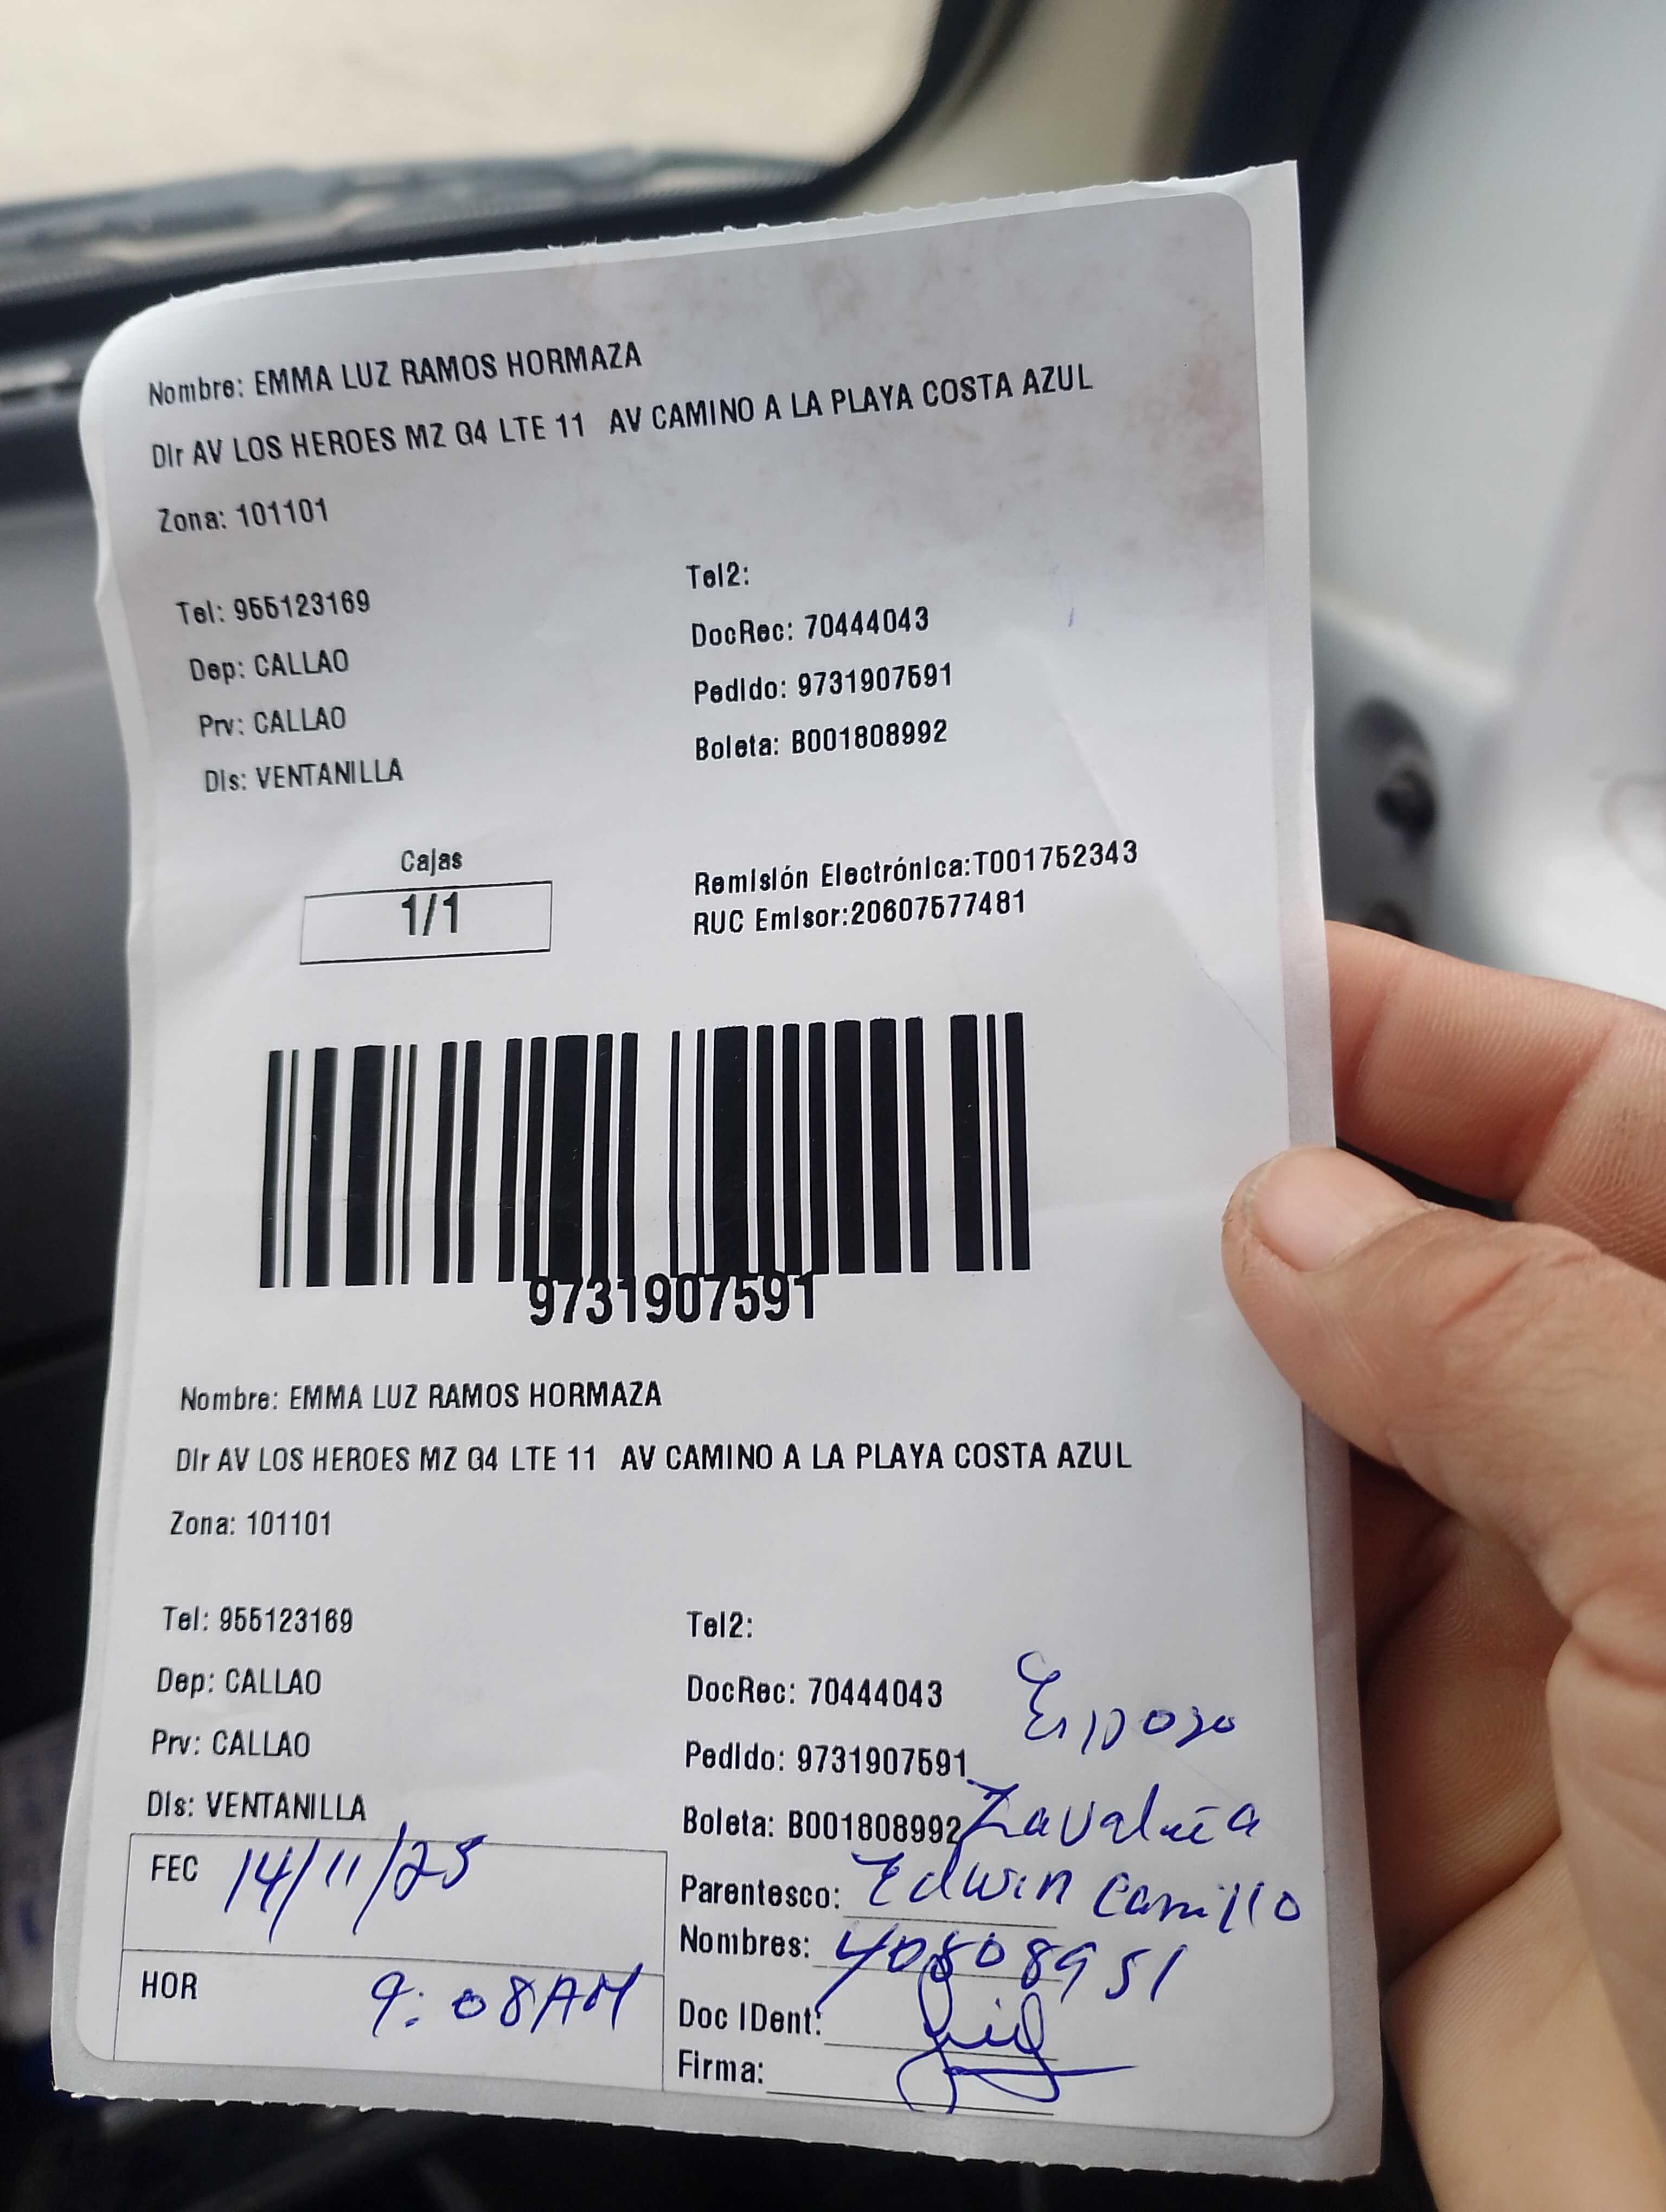 Nombre: EMMA LUZ RAMOS HORMAZA
Dir AV LOS HEROES MZ G4 LTE 11 AV CAMINO A LA PLAYA COSTA AZUL
Zona: 101101
Tel: 955123169
Tel2:
Dep: CALLAO
DocRec: 70444043
Prv: CALLAO
Pedido: 9731907591
Dis: VENTANILLA
Boleta: B001808992
Cajas
1/1
Remisión Electrónica:T001752343
RUC Emisor:20607577481
9731907591
Nombre: EMMA LUZ RAMOS HORMAZA
Dir AV LOS HEROES MZ G4 LTE 11 AV CAMINO A LA PLAYA COSTA AZUL
Zona: 101101
Tel: 955123169
Tel2:
Dep: CALLAO
DocRec: 70444043 Esposo
Prv: CALLAO
Pedido: 9731907591
Dis: VENTANILLA
Boleta: B001808992
FEC 14/11/25
Parentesco: Edwin
Nombres: 40808951
HOR 9:08AM
Doc IDent:
Firma: